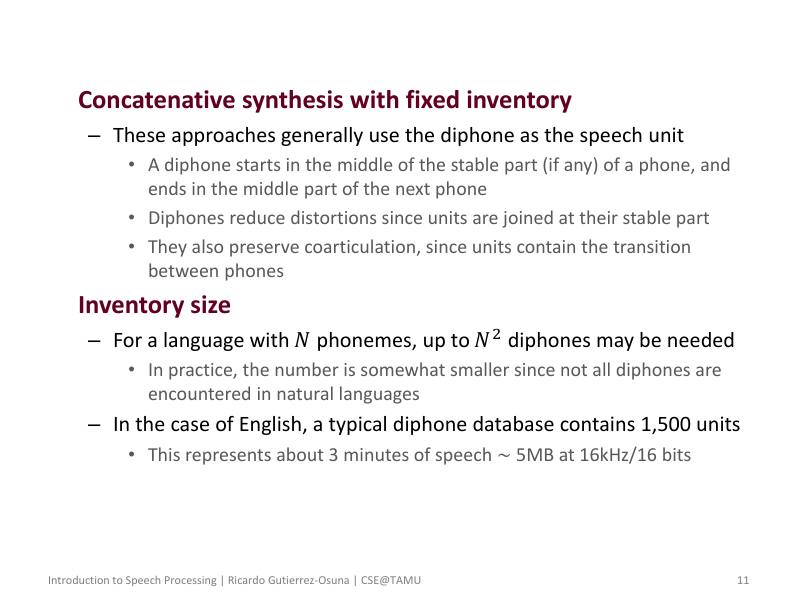 Concatenative synthesis with fixed inventory
– These approaches generally use the diphone as the speech unit
• A diphone starts in the middle of the stable part (if any) of a phone, and
ends in the middle part of the next phone
• Diphones reduce distortions since units are joined at their stable part
• They also preserve coarticulation, since units contain the transition
between phones
Inventory size
– For a language with 𝑁 phonemes, up to 𝑁² diphones may be needed
• In practice, the number is somewhat smaller since not all diphones are
encountered in natural languages
– In the case of English, a typical diphone database contains 1,500 units
• This represents about 3 minutes of speech ~ 5MB at 16kHz/16 bits
Introduction to Speech Processing | Ricardo Gutierrez-Osuna | CSE@TAMU 11